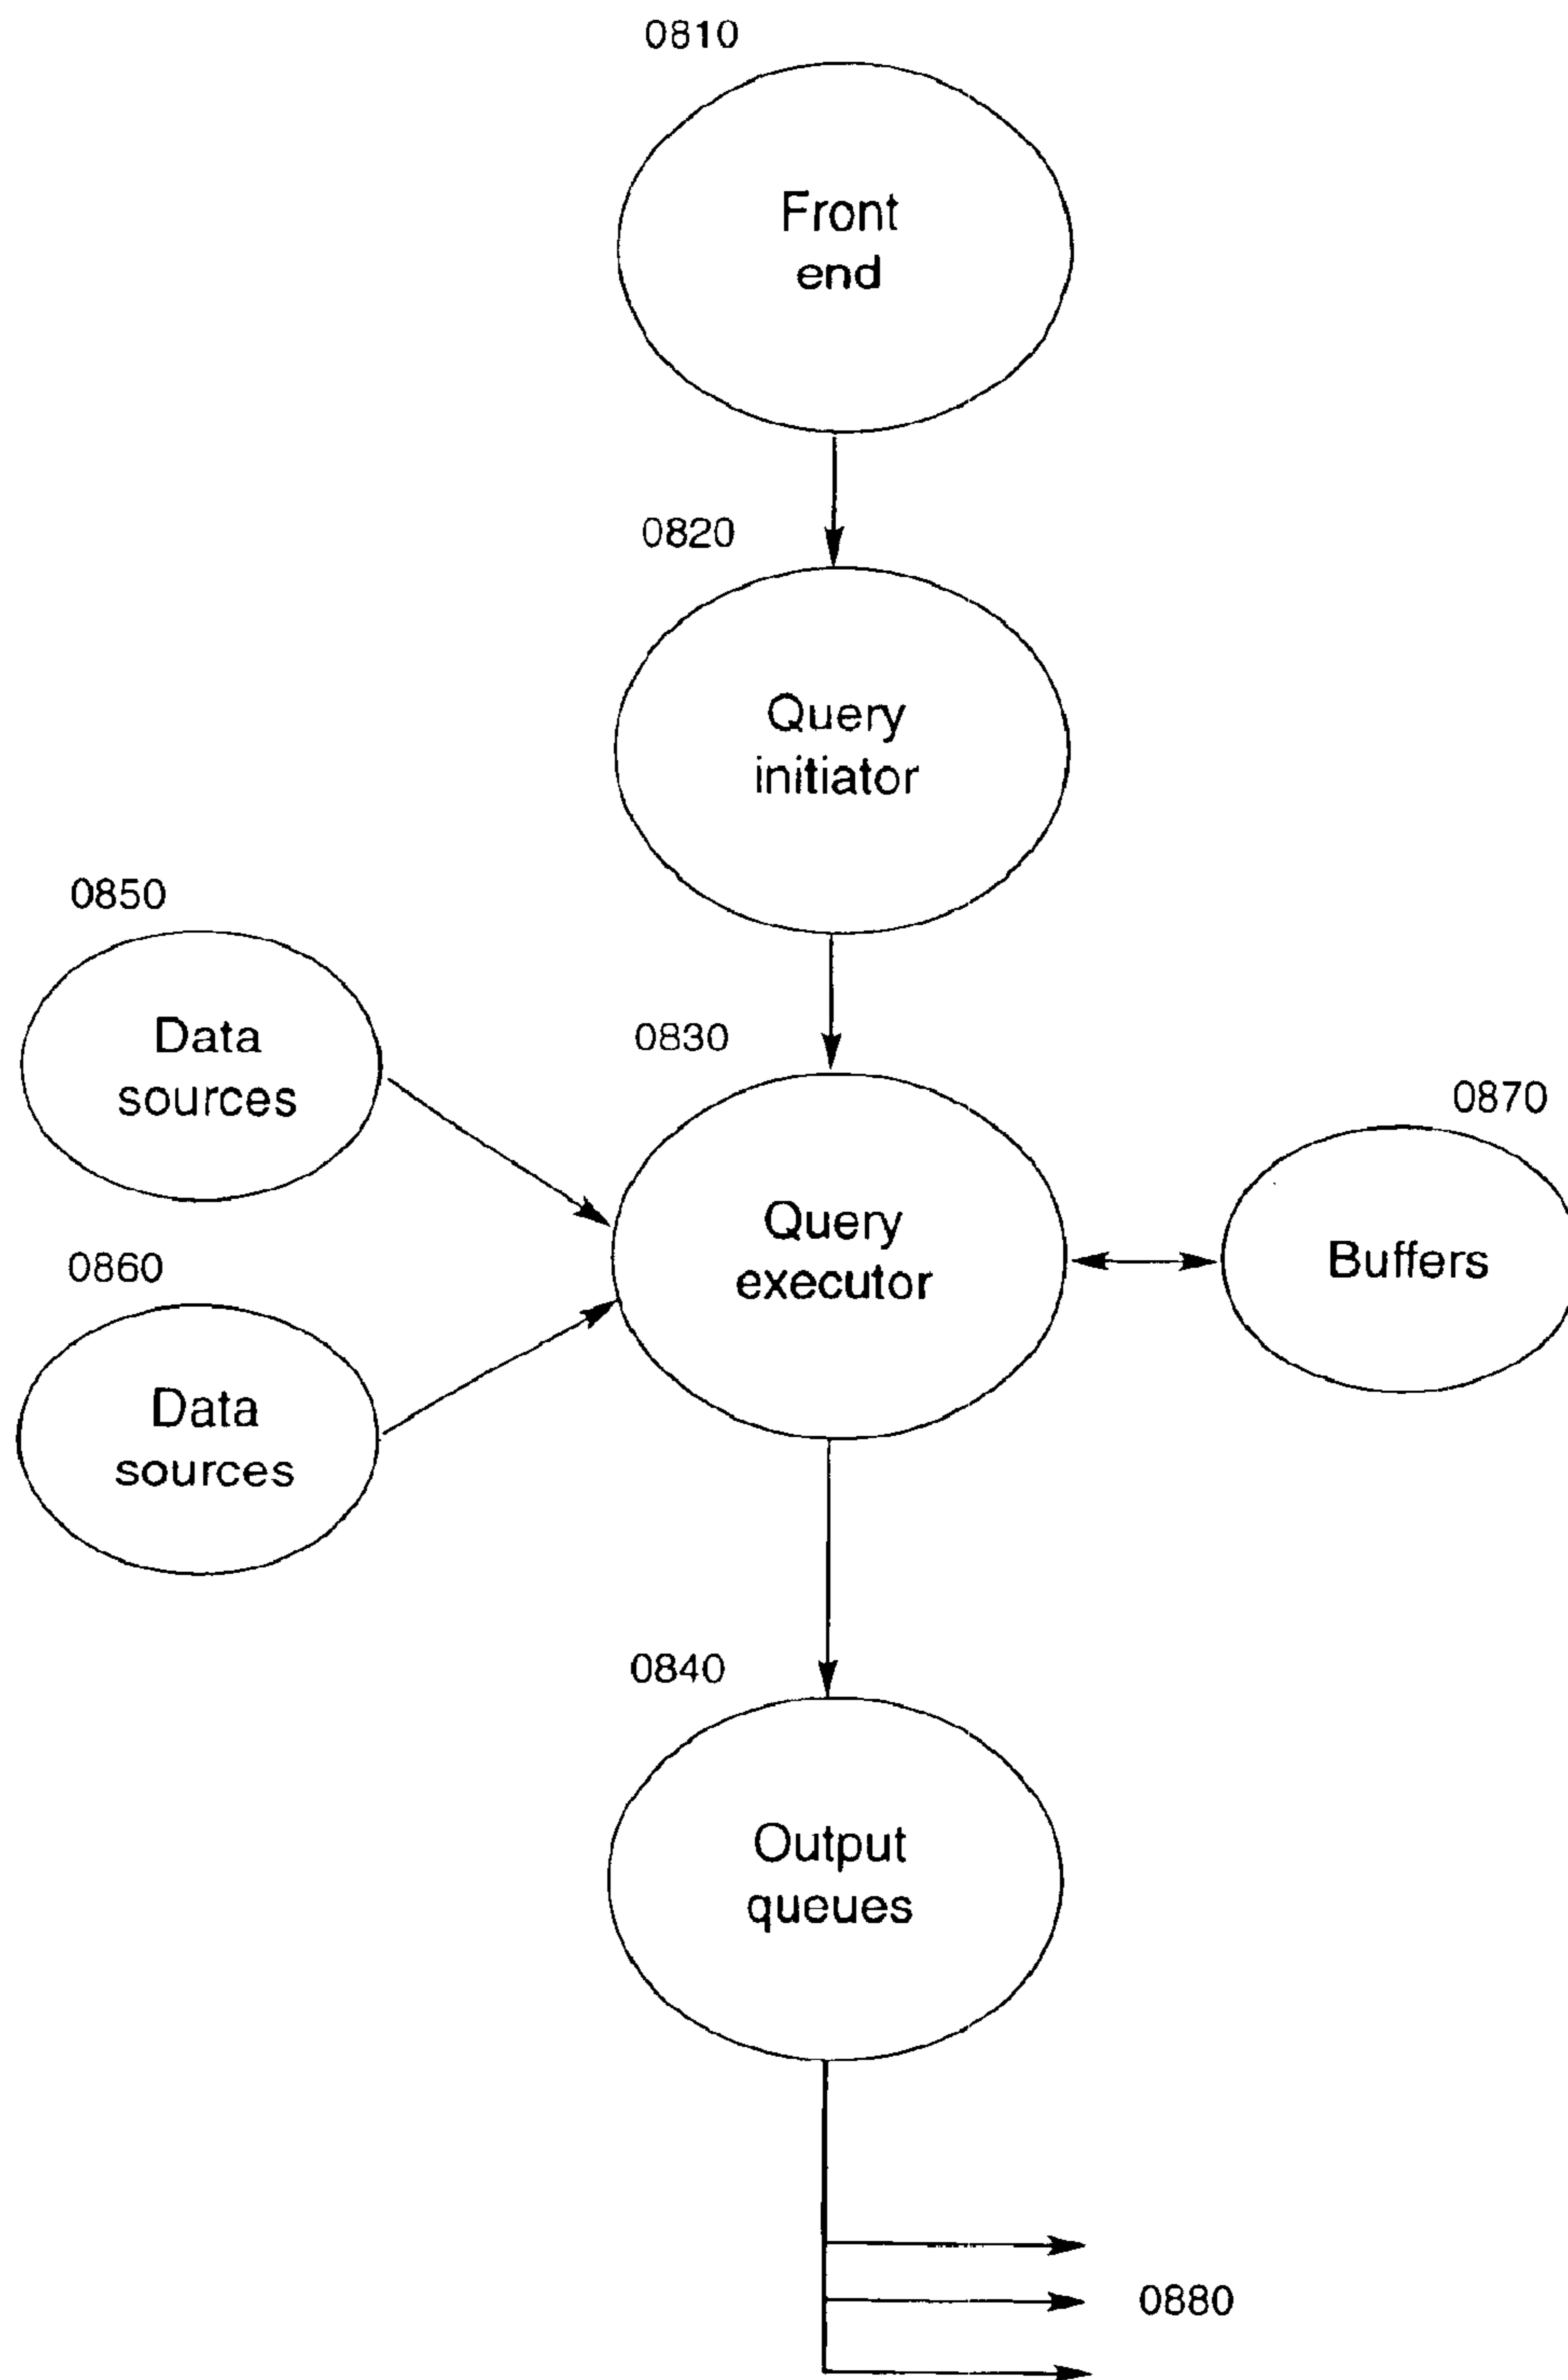 0810
Front
end
0820
Query
initiator
0850
Data
sources
0830
Query
executor
0870
Buffers
0860
Data
sources
0840
Output
queues
0880